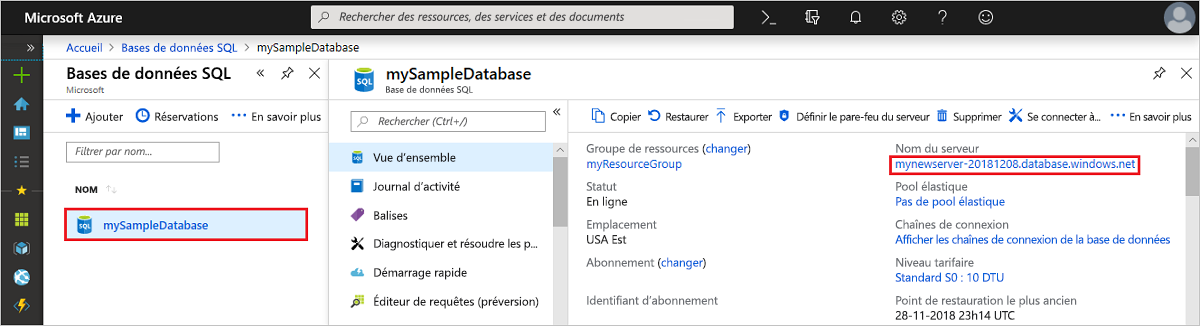 Microsoft Azure
Rechercher des ressources, des services et des documents
Accueil > Bases de données SQL > mySampleDatabase
Bases de données SQL
Microsoft
Ajouter
Réservations
En savoir plus
Filtrer par nom...
NOM
mySampleDatabase
SQL
mySampleDatabase
Base de données SQL
Rechercher (Ctrl+/)
Vue d'ensemble
Journal d'activité
Balises
Diagnostiquer et résoudre les p...
Démarrage rapide
Éditeur de requêtes (préversion)
Copier
Restaurer
Exporter
Définir le pare-feu du serveur
Supprimer
Se connecter à...
En savoir plus
Groupe de ressources (changer)
myResourceGroup
Statut
En ligne
Emplacement
USA Est
Abonnement (changer)
Identifiant d'abonnement
Nom du serveur
mynewserver-20181208.database.windows.net
Pool élastique
Pas de pool élastique
Chaînes de connexion
Afficher les chaînes de connexion de la base de données
Niveau tarifaire
Standard S0 : 10 DTU
Point de restauration le plus ancien
28-11-2018 23h14 UTC